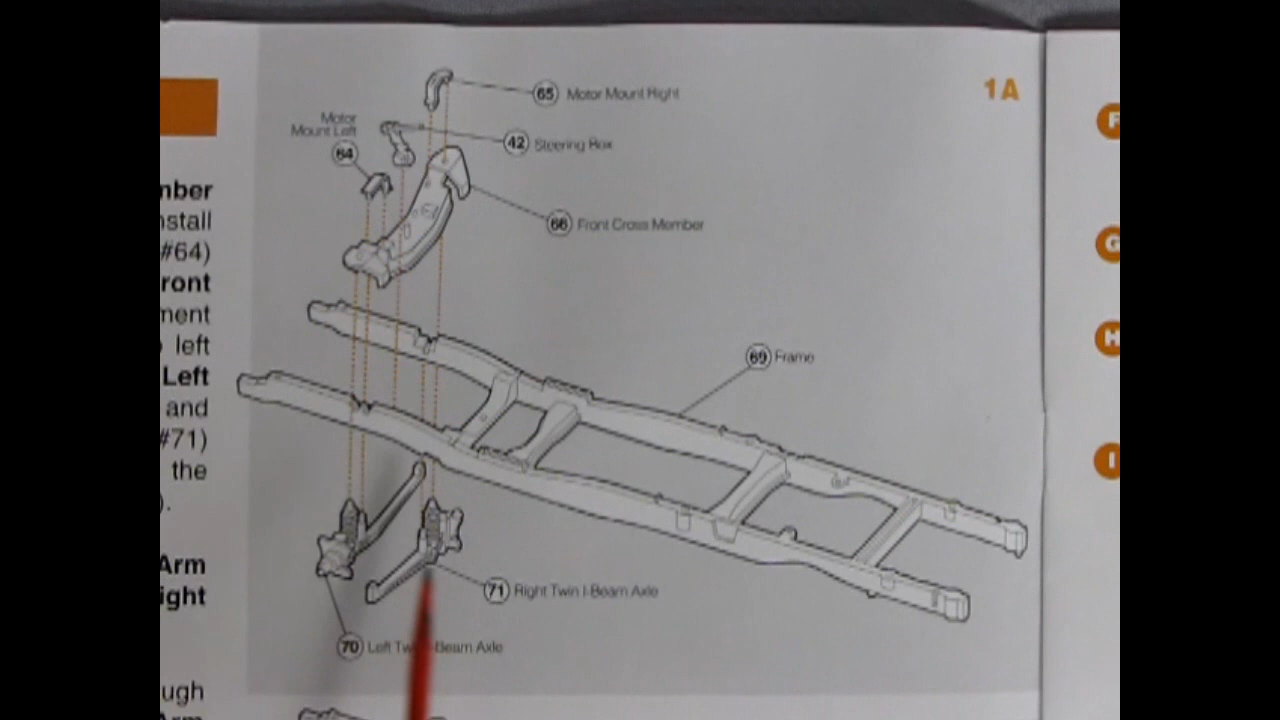 1A
65 Motor Mount Right
Motor
Mount Left
64
42 Steering Box
66 Front Cross Member
69 Frame
71 Right Twin I-Beam Axle
70 Left Beam Axle
mber
nstall
#64)
ront
ment
left
Left
and
#71)
the
).
Arm
ight
ugh
Arm
F
G
H
I